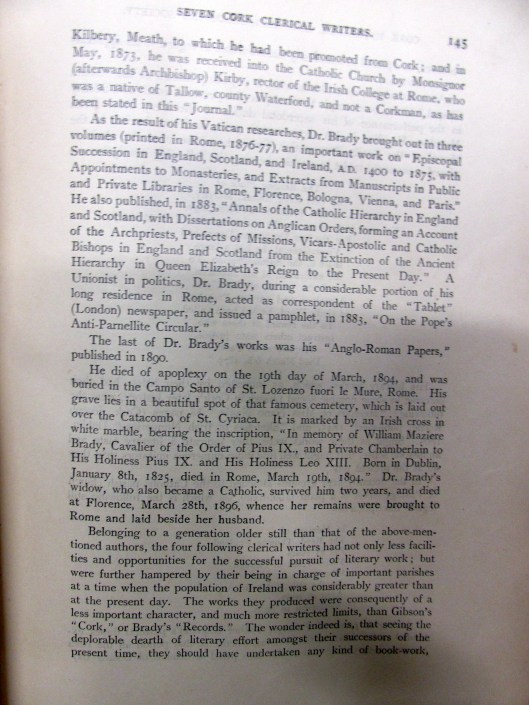 SEVEN CORK CLERICAL WRITERS. 145
Kilbery, Meath, to which he had been promoted from Cork; and in
May, 1873, he was received into the Catholic Church by Monsignor
(afterwards Archbishop) Kirby, rector of the Irish College at Rome, who
was a native of Tallow, county Waterford, and not a Corkman, as has
been stated in this "Journal."
As the result of his Vatican researches, Dr. Brady brought out in three
volumes (printed in Rome, 1876-77), an important work on "Episcopal
Succession in England, Scotland, and Ireland, A.D. 1400 to 1875, with
Appointments to Monasteries, and Extracts from Manuscripts in Public
and Private Libraries in Rome, Florence, Bologna, Vienna, and Paris."
He also published, in 1883, "Annals of the Catholic Hierarchy in England
and Scotland, with Dissertations on Anglican Orders, forming an Account
of the Archpriests, Prefects of Missions, Vicars-Apostolic and Catholic
Bishops in England and Scotland from the Extinction of the Ancient
Hierarchy in Queen Elizabeth's Reign to the Present Day." A
Unionist in politics, Dr. Brady, during a considerable portion of his
long residence in Rome, acted as correspondent of the "Tablet"
(London) newspaper, and issued a pamphlet, in 1883, "On the Pope's
Anti-Parnellite Circular."
The last of Dr. Brady's works was his "Anglo-Roman Papers,"
published in 1890.
He died of apoplexy on the 19th day of March, 1894, and was
buried in the Campo Santo of St. Lozenzo fuori le Mure, Rome. His
grave lies in a beautiful spot of that famous cemetery, which is laid out
over the Catacomb of St. Cyriaca. It is marked by an Irish cross in
white marble, bearing the inscription, "In memory of William Maziere
Brady, Cavalier of the Order of Pius IX., and Private Chamberlain to
His Holiness Pius IX. and His Holiness Leo XIII. Born in Dublin,
January 8th, 1825, died in Rome, March 19th, 1894." Dr. Brady's
widow, who also became a Catholic, survived him two years, and died
at Florence, March 28th, 1896, whence her remains were brought to
Rome and laid beside her husband.
Belonging to a generation older still than that of the above-men-
tioned authors, the four following clerical writers had not only less facili-
ties and opportunities for the successful pursuit of literary work; but
were further hampered by their being in charge of important parishes
at a time when the population of Ireland was considerably greater than
at the present day. The works they produced were consequently of a
less important character, and much more restricted limits, than Gibson's
"Cork," or Brady's "Records." The wonder indeed is, that seeing the
deplorable dearth of literary effort amongst their successors of the
present time, they should have undertaken any kind of book-work,